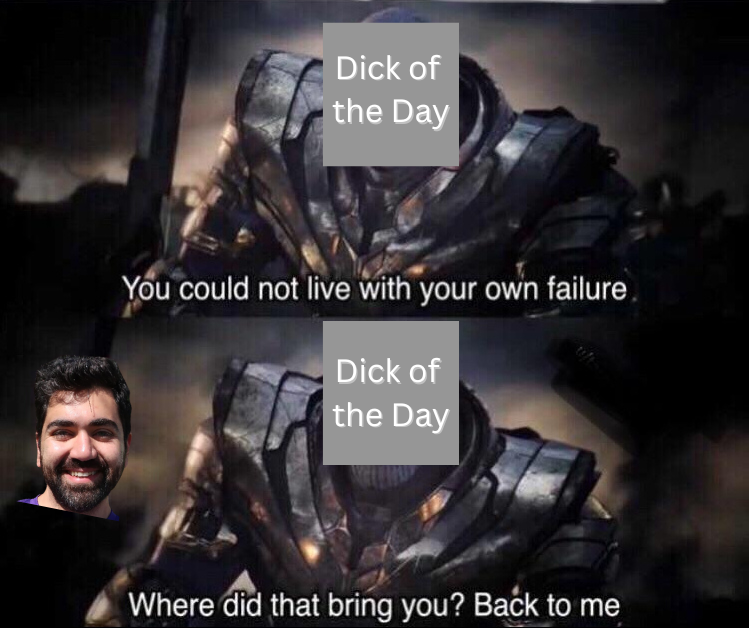 Dick of
the Day
You could not live with your own failure
Dick of
the Day
Where did that bring you? Back to me